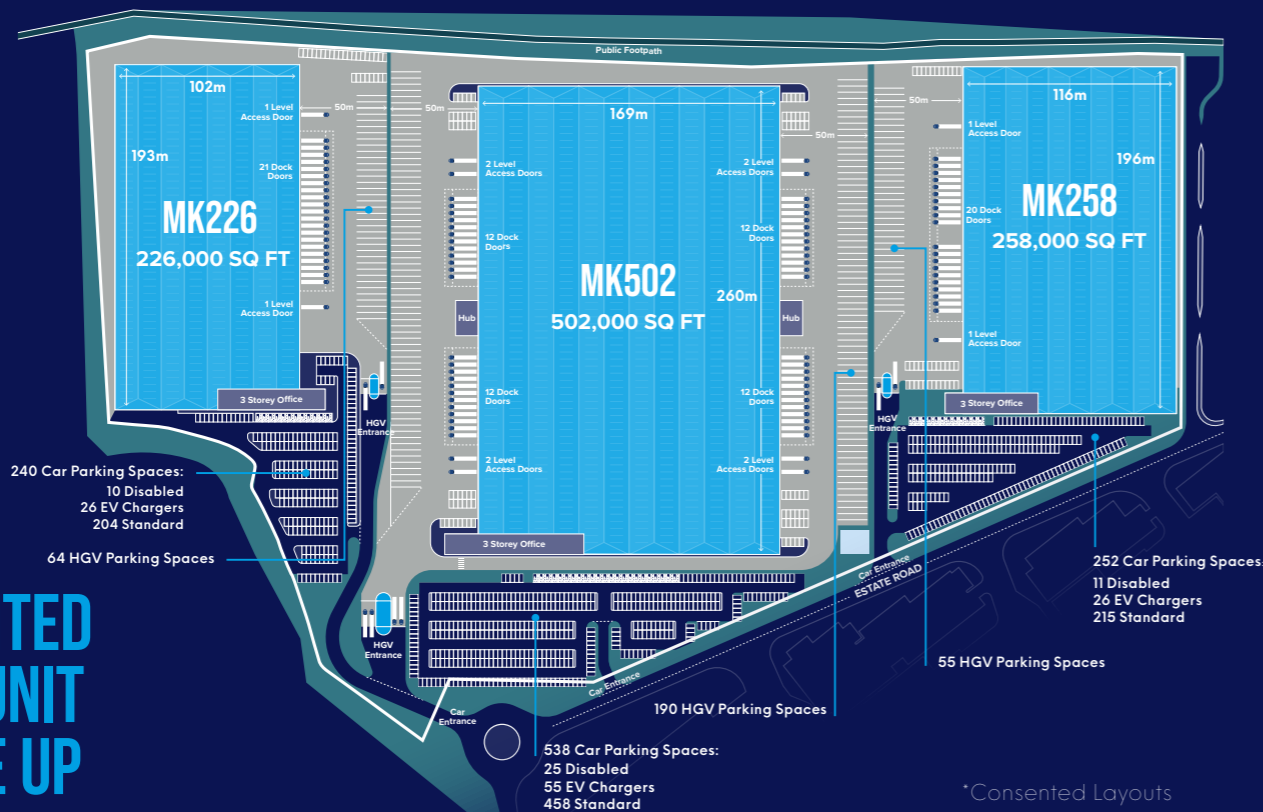 Public Footpath
102m
193m
1 Level
Access Door
50m
21 Dock
Doors
MK226
226,000 SQ FT
1 Level
Access Door
3 Storey Office
HGV
Entrance
50m
169m
2 Level
Access Doors
2 Level
Access Doors
12 Dock
Doors
12 Dock
Doors
MK502
502,000 SQ FT
260m
Hub
Hub
12 Dock
Doors
12 Dock
Doors
2 Level
Access Doors
2 Level
Access Doors
3 Storey Office
50m
50m
116m
1 Level
Access Door
196m
20 Dock
Doors
MK258
258,000 SQ FT
1 Level
Access Door
3 Storey Office
HGV
Entrance
240 Car Parking Spaces:
10 Disabled
26 EV Chargers
204 Standard
64 HGV Parking Spaces
HGV
Entrance
Car
Entrance
Car Entrance
Car Entrance
ESTATE ROAD
252 Car Parking Spaces:
11 Disabled
26 EV Chargers
215 Standard
55 HGV Parking Spaces
190 HGV Parking Spaces
538 Car Parking Spaces:
25 Disabled
55 EV Chargers
458 Standard
TED
UNIT
E UP
*Consented Layouts